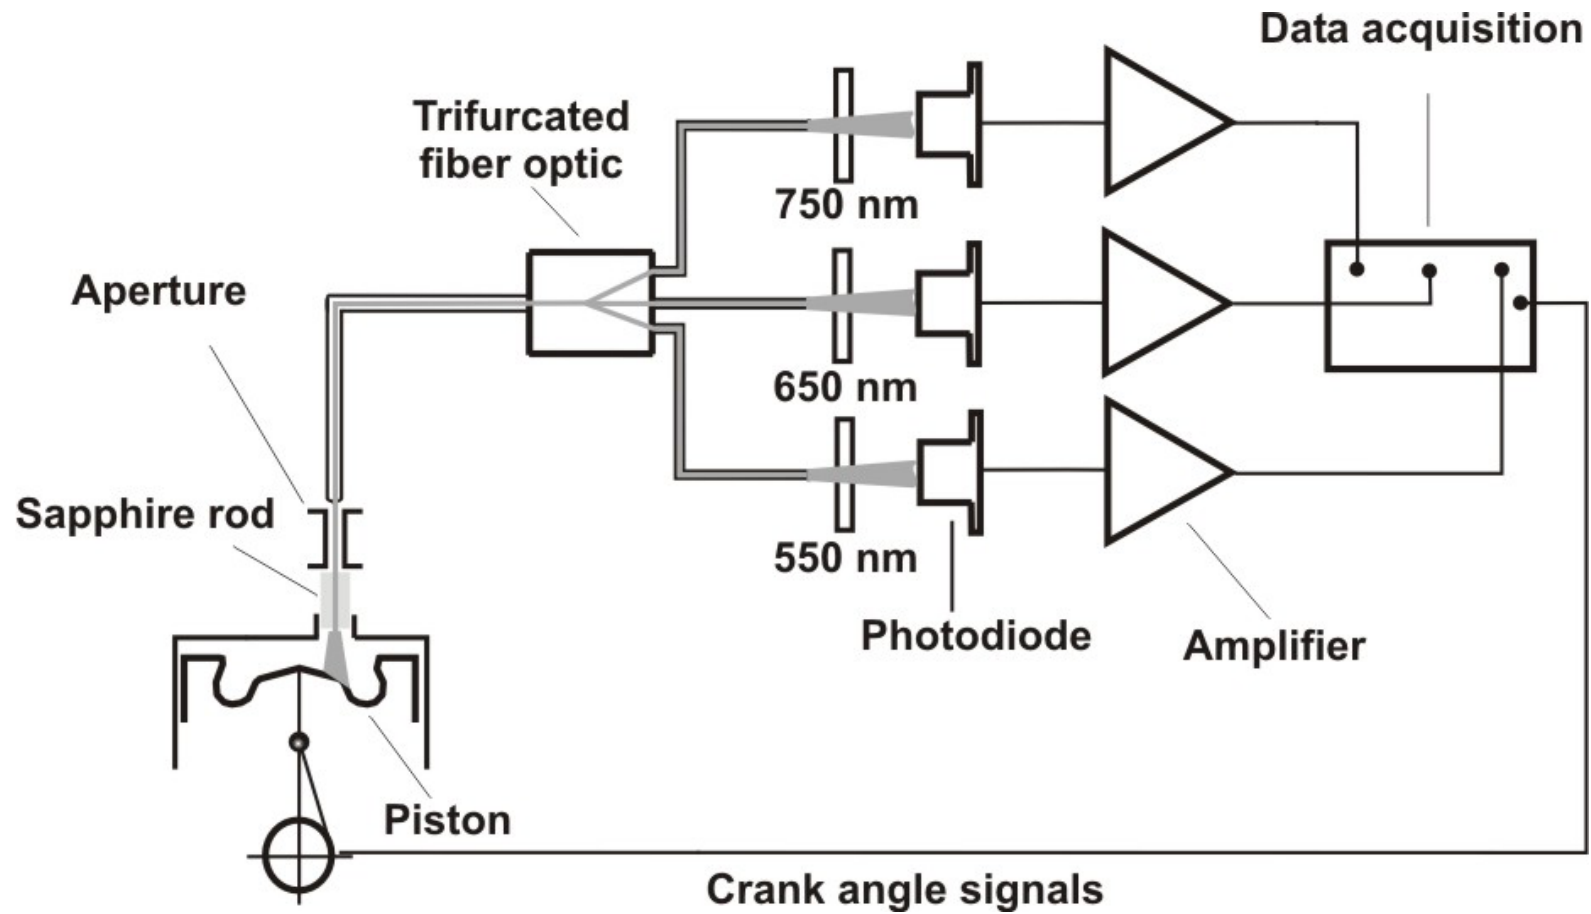 Data acquisition
Trifurcated
fiber optic
750 nm
Aperture
650 nm
Sapphire rod
550 nm
Photodiode
Amplifier
Piston
Crank angle signals